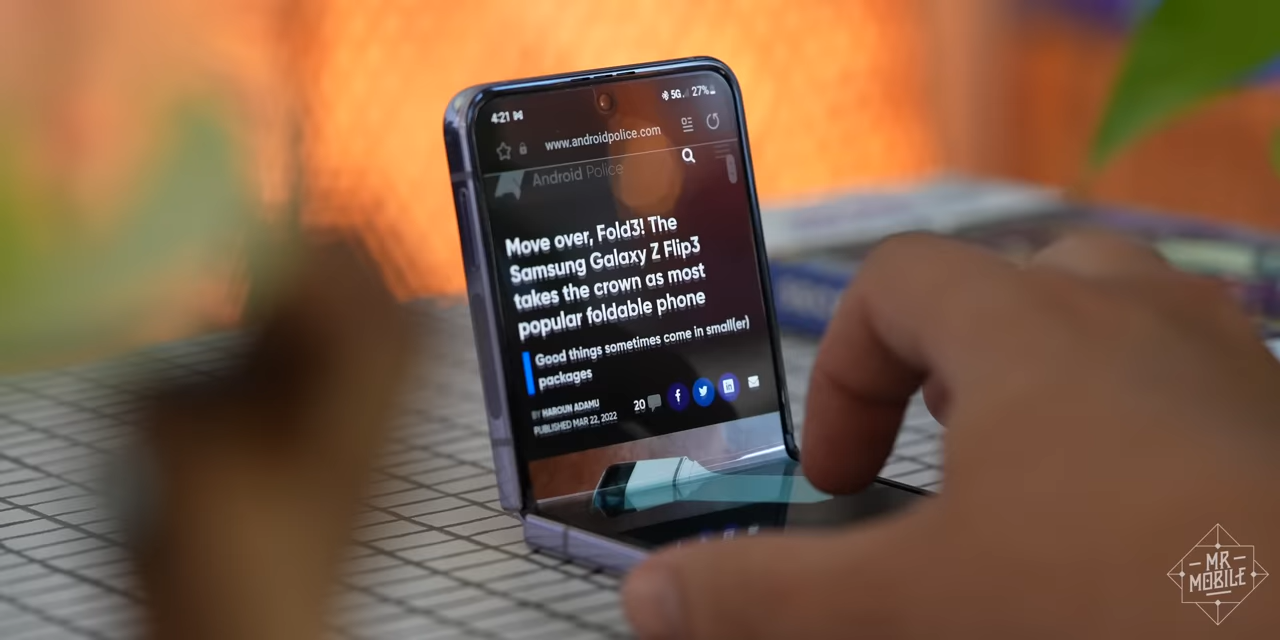 4:21
5G 27%
www.androidpolice.com
Android Police
Move over, Fold3! The
Samsung Galaxy Z Flip3
takes the crown as most
popular foldable phone
Good things sometimes come in small(er)
packages
BY HAROUN ADAMU
PUBLISHED MAR 22, 2022
20
MR
MOBILE